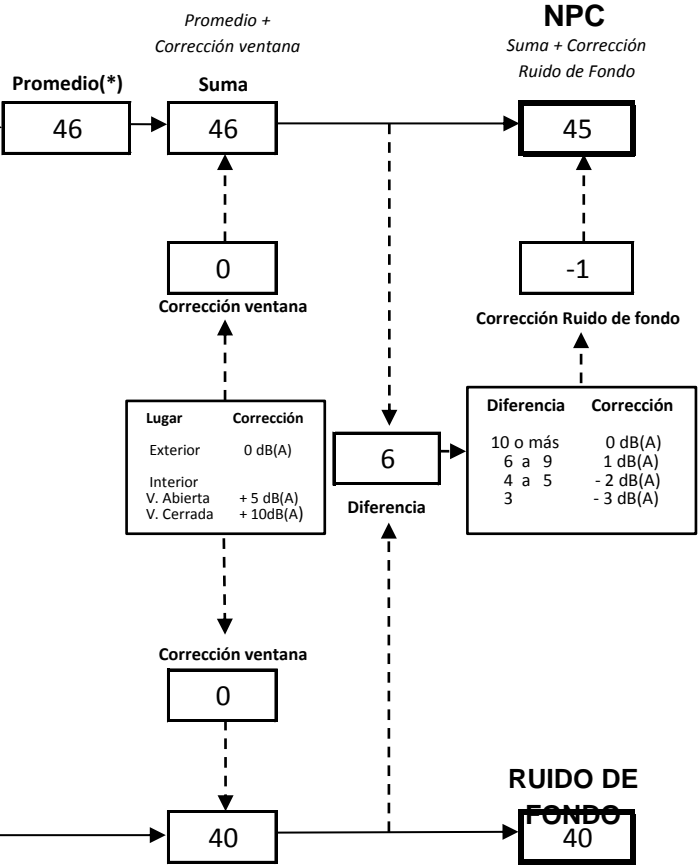 Promedio +
Corrección ventana
NPC
Suma + Corrección
Ruido de Fondo
Promedio(*)
Suma
46
46
45
0
-1
Corrección ventana
Corrección Ruido de fondo
Lugar Corrección
Exterior 0 dB(A)
Interior
V. Abierta + 5 dB(A)
V. Cerrada + 10dB(A)
6
Diferencia
Diferencia Corrección
10 o más 0 dB(A)
6 a 9 1 dB(A)
4 a 5 - 2 dB(A)
3 - 3 dB(A)
Corrección ventana
0
RUIDO DE
FONDO
40
40